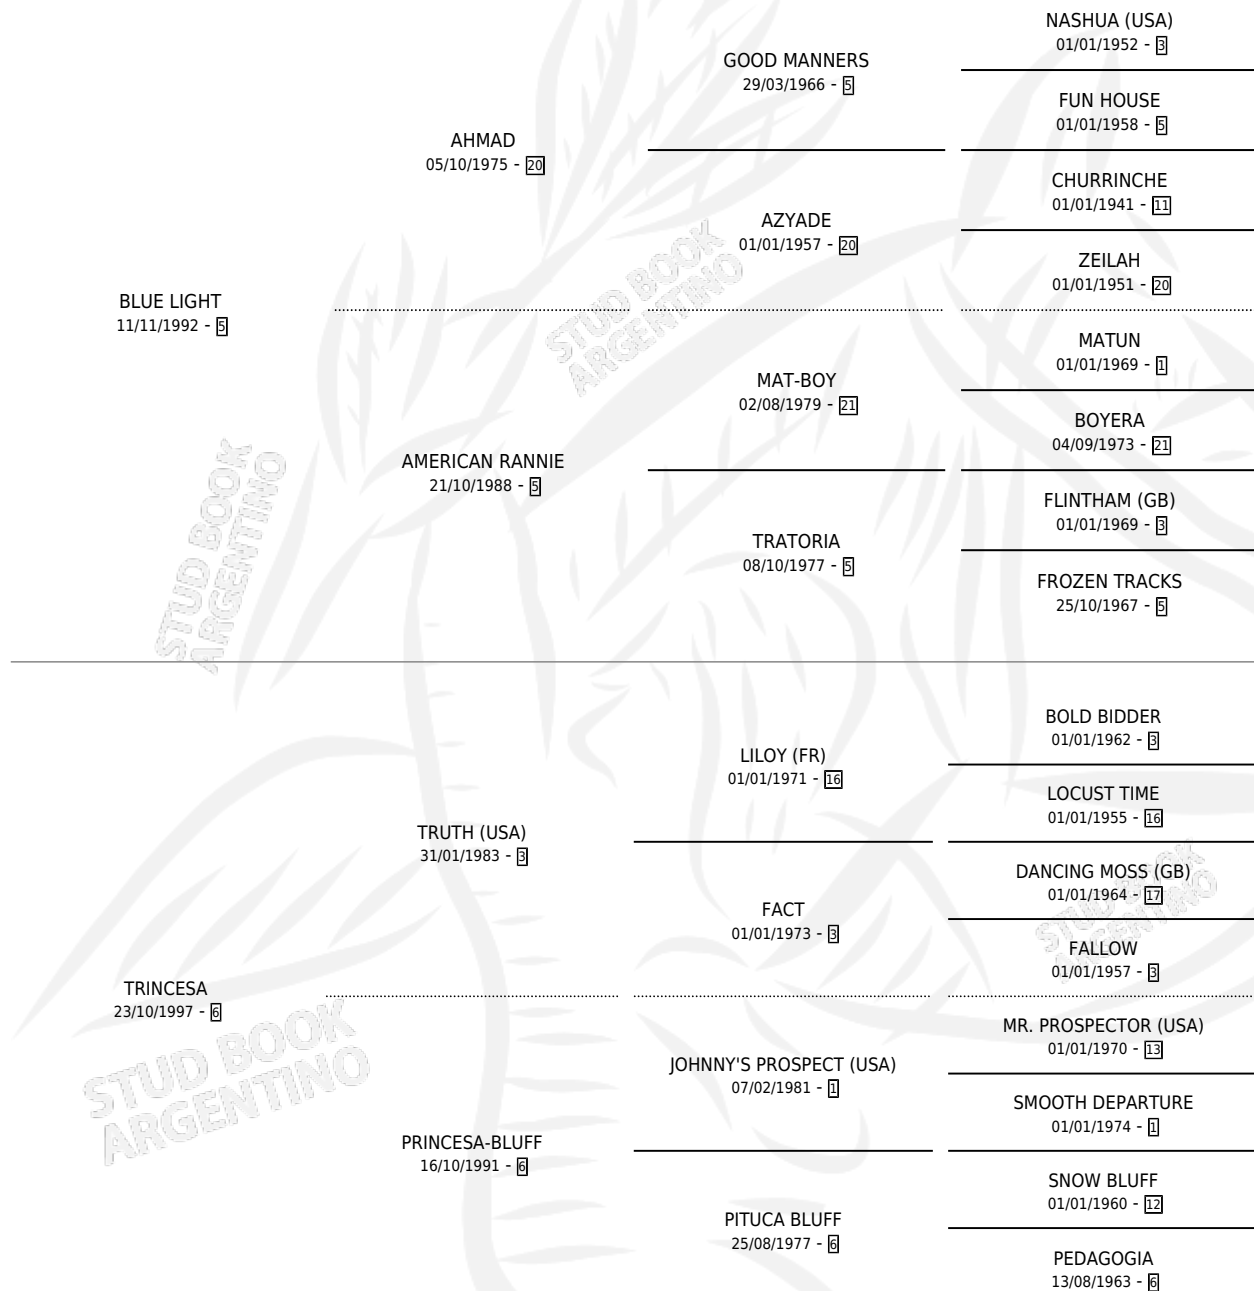 NASHUA (USA)
01/01/1952 - 3
GOOD MANNERS
29/03/1966 - 5
FUN HOUSE
01/01/1958 - 5
AHMAD
05/10/1975 - 20
CHURRINCHE
01/01/1941 - 11
AZYADE
01/01/1957 - 20
ZEILAH
01/01/1951 - 20
BLUE LIGHT
11/11/1992 - 5
MATUN
01/01/1969 - 1
MAT-BOY
02/08/1979 - 21
BOYERA
04/09/1973 - 21
AMERICAN RANNIE
21/10/1988 - 5
FLINTHAM (GB)
01/01/1969 - 3
TRATORIA
08/10/1977 - 5
FROZEN TRACKS
25/10/1967 - 5
BOLD BIDDER
01/01/1962 - 3
LILOY (FR)
01/01/1971 - 16
LOCUST TIME
01/01/1955 - 16
TRUTH (USA)
31/01/1983 - 3
DANCING MOSS (GB)
01/01/1964 - 17
FACT
01/01/1973 - 3
FALLOW
01/01/1957 - 3
TRINCESA
23/10/1997 - 6
MR. PROSPECTOR (USA)
01/01/1970 - 13
JOHNNY'S PROSPECT (USA)
07/02/1981 - 1
SMOOTH DEPARTURE
01/01/1974 - 1
PRINCESA-BLUFF
16/10/1991 - 6
SNOW BLUFF
01/01/1960 - 12
PITUCA BLUFF
25/08/1977 - 6
PEDAGOGIA
13/08/1963 - 6
STUD BOOK
ARGENTINO
STUD BOOK
ARGENTINO
STUD BOOK
ARGENTINO
STUD BOOK
ARGENTINO